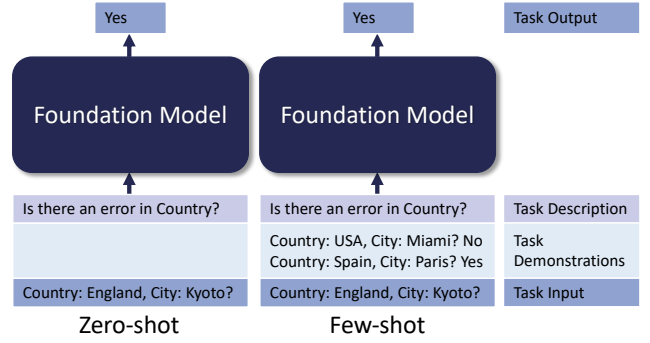 Yes
Yes
Task Output
Foundation Model
Foundation Model
Is there an error in Country?
Is there an error in Country?
Task Description
Country: USA, City: Miami? No
Country: Spain, City: Paris? Yes
Task
Demonstrations
Country: England, City: Kyoto?
Country: England, City: Kyoto?
Task Input
Zero-shot
Few-shot